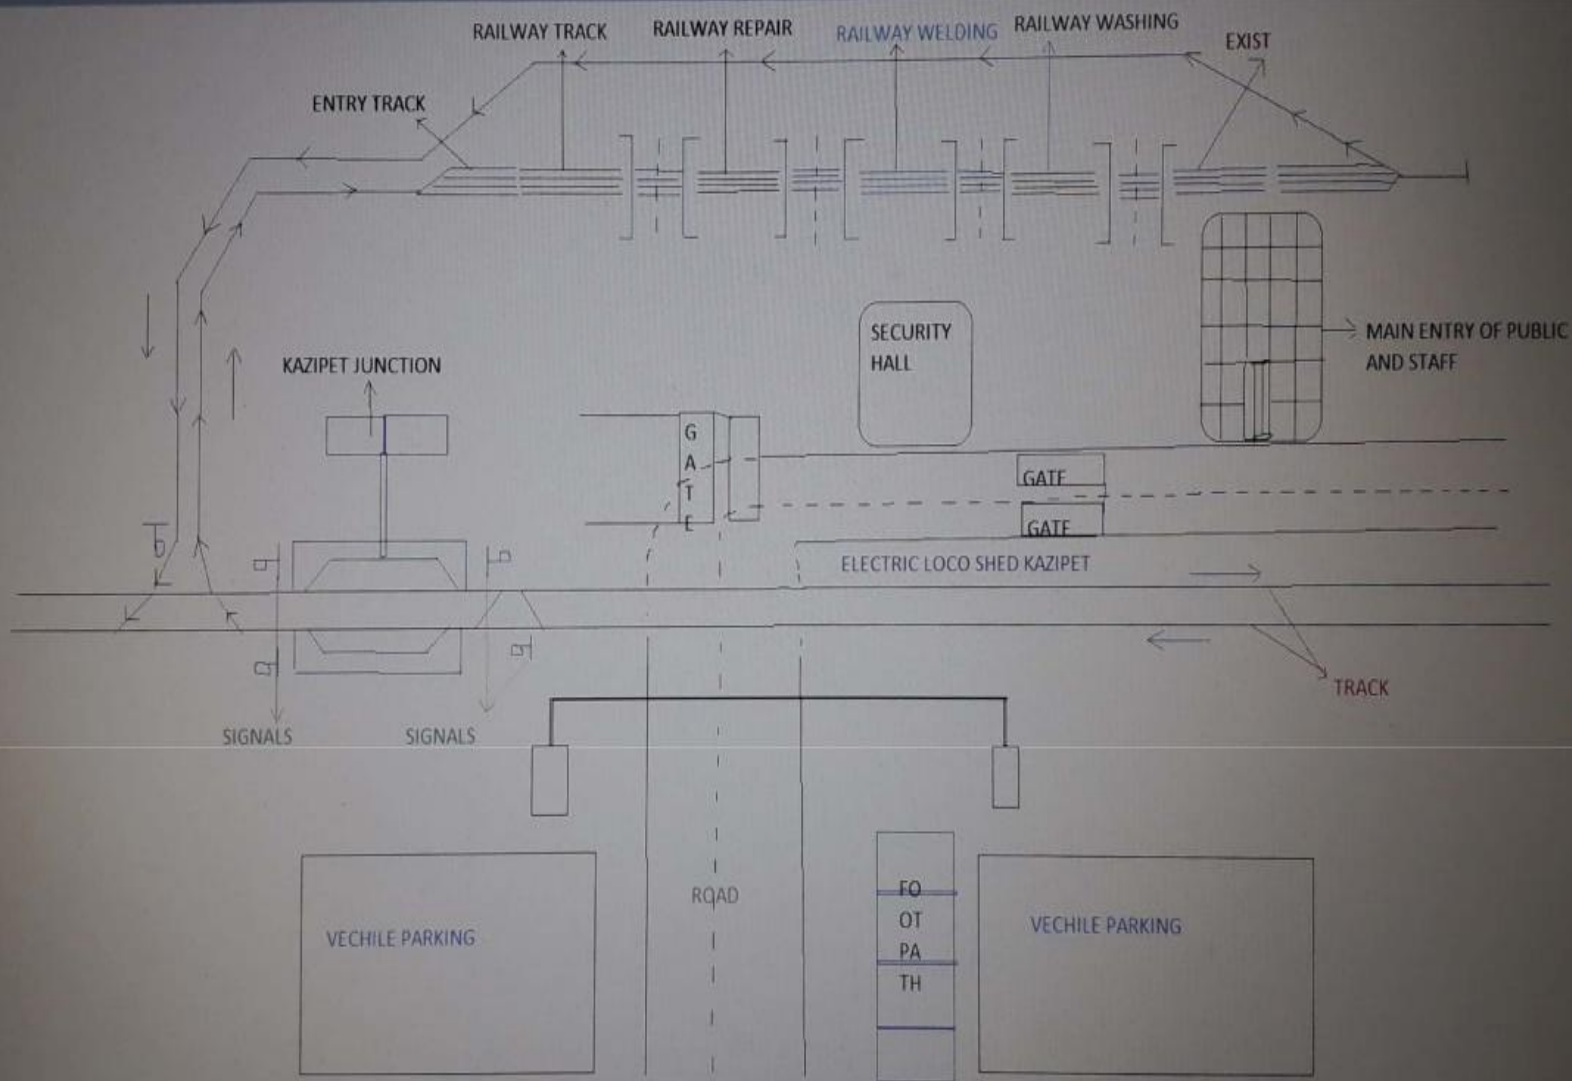 RAILWAY TRACK
RAILWAY REPAIR
RAILWAY WELDING
RAILWAY WASHING
EXIST
ENTRY TRACK
SECURITY
HALL
MAIN ENTRY OF PUBLIC
AND STAFF
KAZIPET JUNCTION
G
A
T
E
GATE
GATE
ELECTRIC LOCO SHED KAZIPET
TRACK
SIGNALS
SIGNALS
ROAD
FO
OT
PA
TH
VECHILE PARKING
VECHILE PARKING